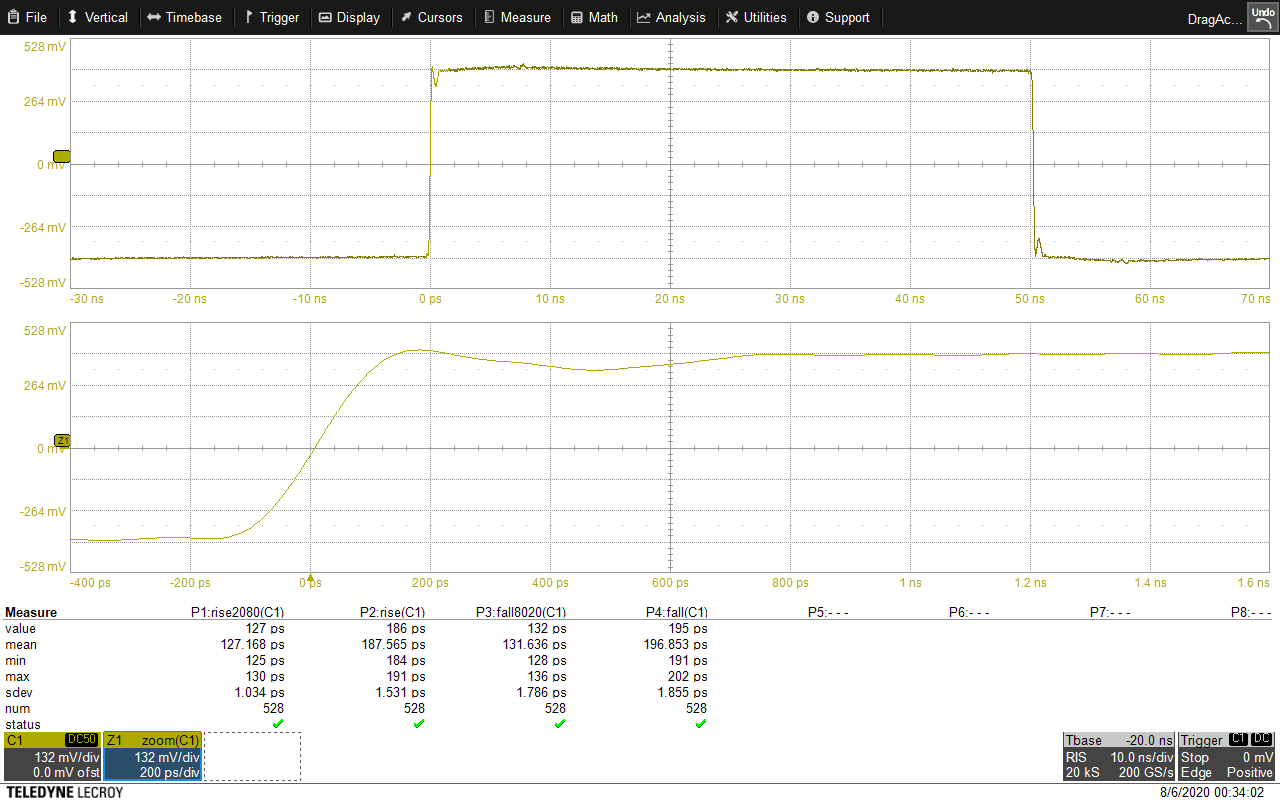 File Vertical Timebase Trigger Display Cursors Measure Math Analysis Utilities Support DragAc... Undo
528 mV
264 mV
0 mV
-264 mV
-528 mV
-30 ns -20 ns -10 ns 0 ps 10 ns 20 ns 30 ns 40 ns 50 ns 60 ns 70 ns
528 mV
264 mV
Z1
0 mV
-264 mV
-528 mV
-400 ps -200 ps 0 ps 200 ps 400 ps 600 ps 800 ps 1 ns 1.2 ns 1.4 ns 1.6 ns
Measure P1:rise2080(C1) P2:rise(C1) P3:fall8020(C1) P4:fall(C1) P5:- - - P6:- - - P7:- - - P8:- - -
value 127 ps 186 ps 132 ps 195 ps
mean 127.168 ps 187.565 ps 131.636 ps 196.853 ps
min 125 ps 184 ps 128 ps 191 ps
max 130 ps 191 ps 136 ps 202 ps
sdev 1.034 ps 1.531 ps 1.786 ps 1.855 ps
num 528 528 528 528
status
C1 DC50 Z1 zoom(C1) Tbase -20.0 ns Trigger C1 DC
132 mV/div 132 mV/div RIS 10.0 ns/div Stop 0 mV
0.0 mV ofst 200 ps/div 20 kS 200 GS/s Edge Positive
TELEDYNE LECROY 8/6/2020 00:34:02